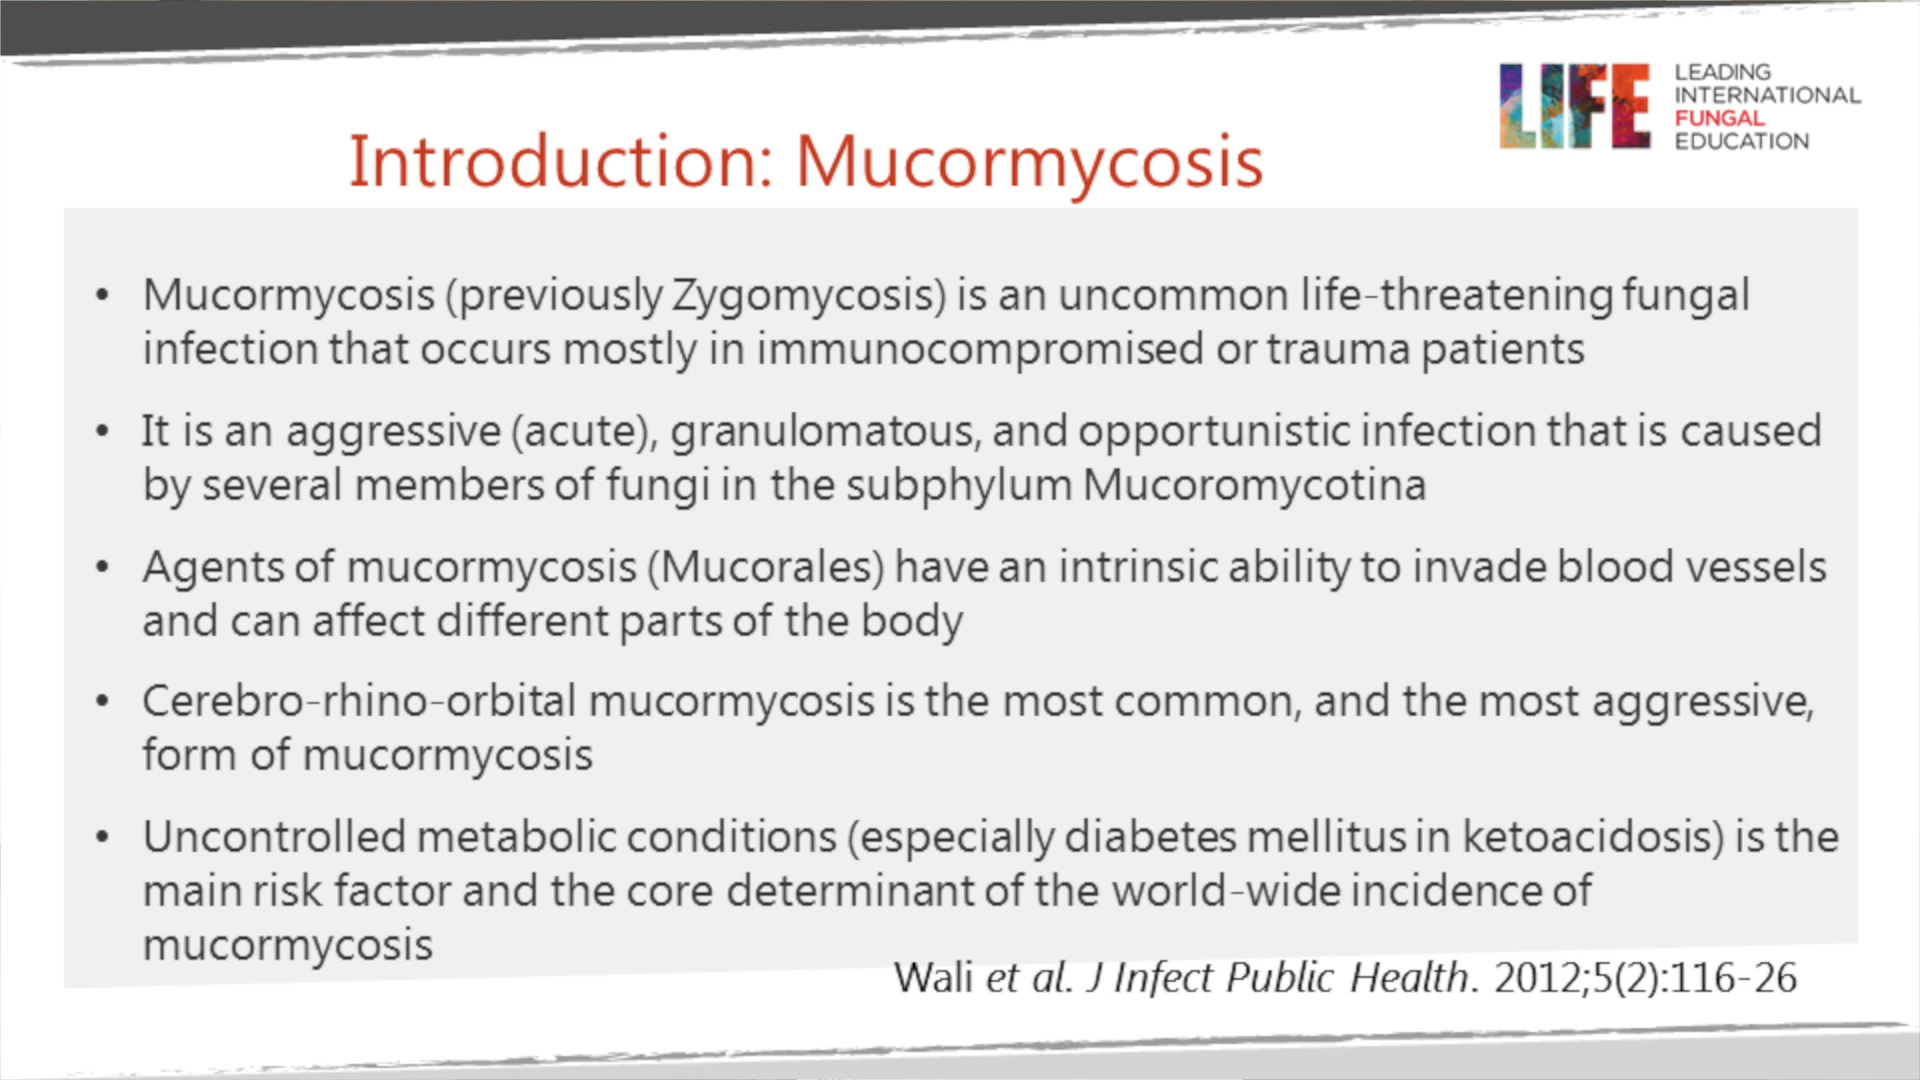 LIFE
LEADING
INTERNATIONAL
FUNGAL
EDUCATION
Introduction: Mucormycosis
• Mucormycosis (previously Zygomycosis) is an uncommon life-threatening fungal
infection that occurs mostly in immunocompromised or trauma patients
• It is an aggressive (acute), granulomatous, and opportunistic infection that is caused
by several members of fungi in the subphylum Mucoromycotina
• Agents of mucormycosis (Mucorales) have an intrinsic ability to invade blood vessels
and can affect different parts of the body
• Cerebro-rhino-orbital mucormycosis is the most common, and the most aggressive,
form of mucormycosis
• Uncontrolled metabolic conditions (especially diabetes mellitus in ketoacidosis) is the
main risk factor and the core determinant of the world-wide incidence of
mucormycosis
Wali et al. J Infect Public Health. 2012;5(2):116-26